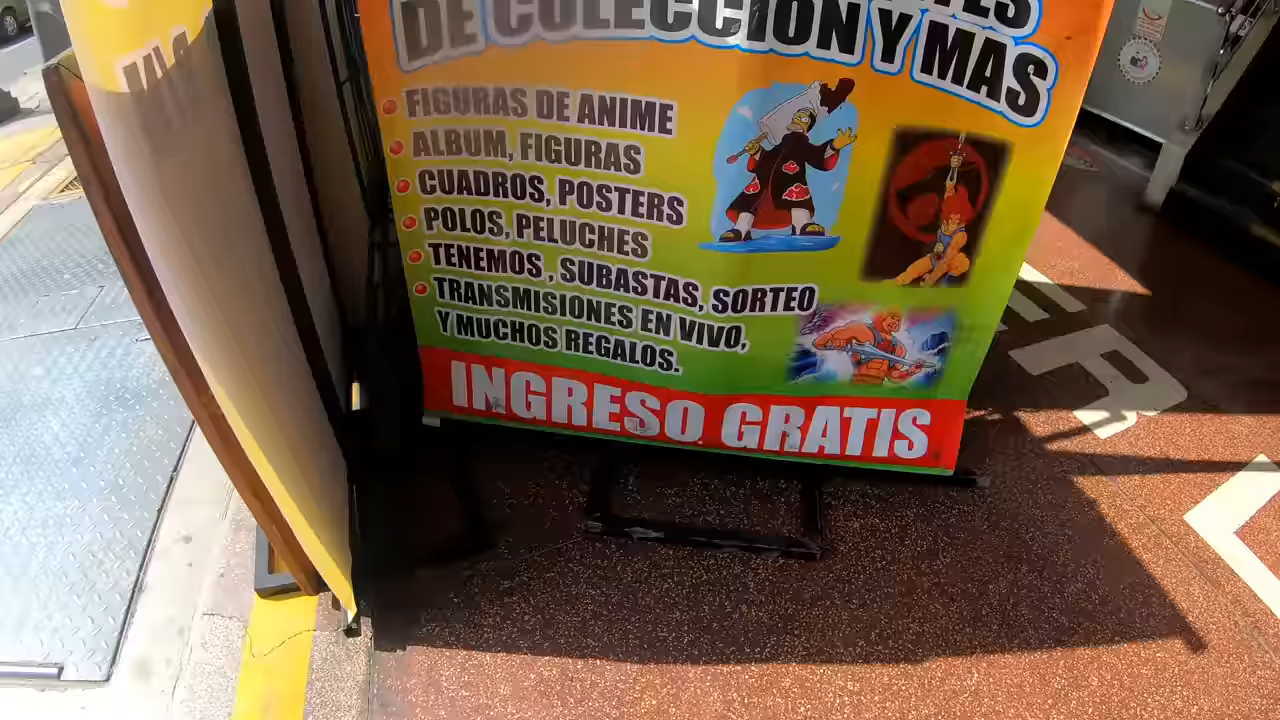 DE COLECCION Y MAS
FIGURAS DE ANIME
ALBUM, FIGURAS
CUADROS, POSTERS
POLOS, PELUCHES
TENEMOS, SUBASTAS, SORTEO
TRANSMISIONES EN VIVO,
Y MUCHOS REGALOS.
INGRESO GRATIS